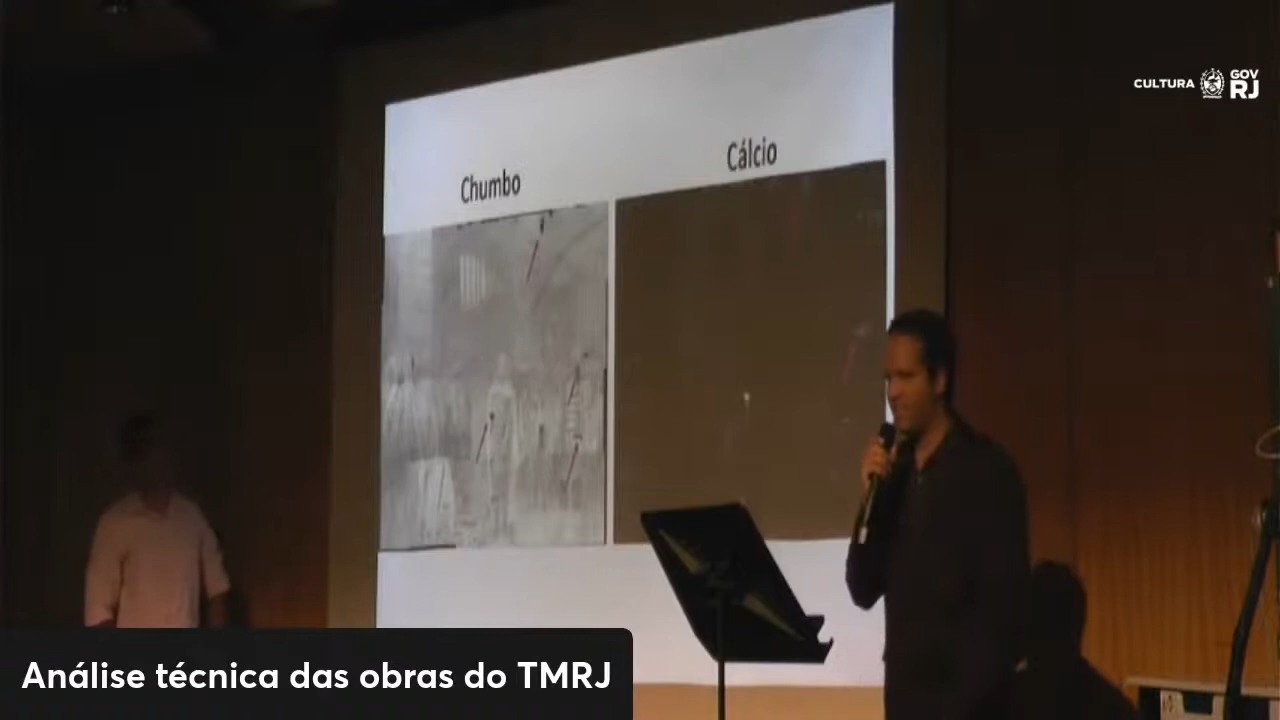 CULTURA GOV RJ
Cálcio
Chumbo
Análise técnica das obras do TMRJ